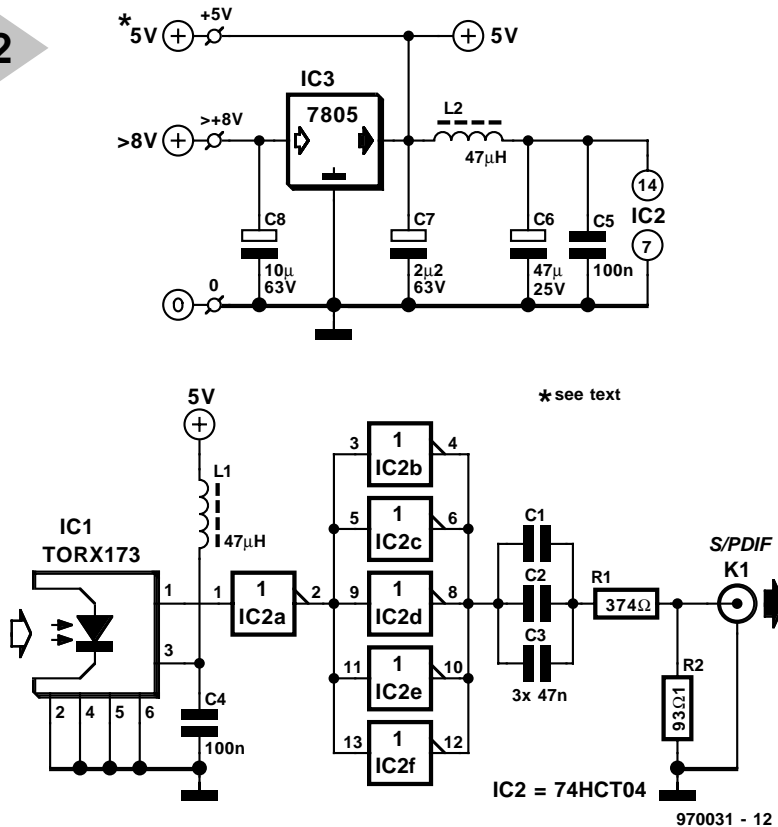 2
*
5V
+5V
5V
IC3
7805
>8V
>+8V
L2
47µH
C8
10µ
63V
C7
2µ2
63V
C6
47µ
25V
C5
100n
14
IC2
7
0
0
5V
* see text
L1
47µH
IC1
TORX173
1
3
2
4
5
6
C4
100n
1
1
IC2a
2
3
1
IC2b
4
5
1
IC2c
6
9
1
IC2d
8
11
1
IC2e
10
13
1
IC2f
12
C1
C2
C3
3x 47n
R1
374Ω
S/PDIF
K1
R2
93Ω1
IC2 = 74HCT04
970031 - 12